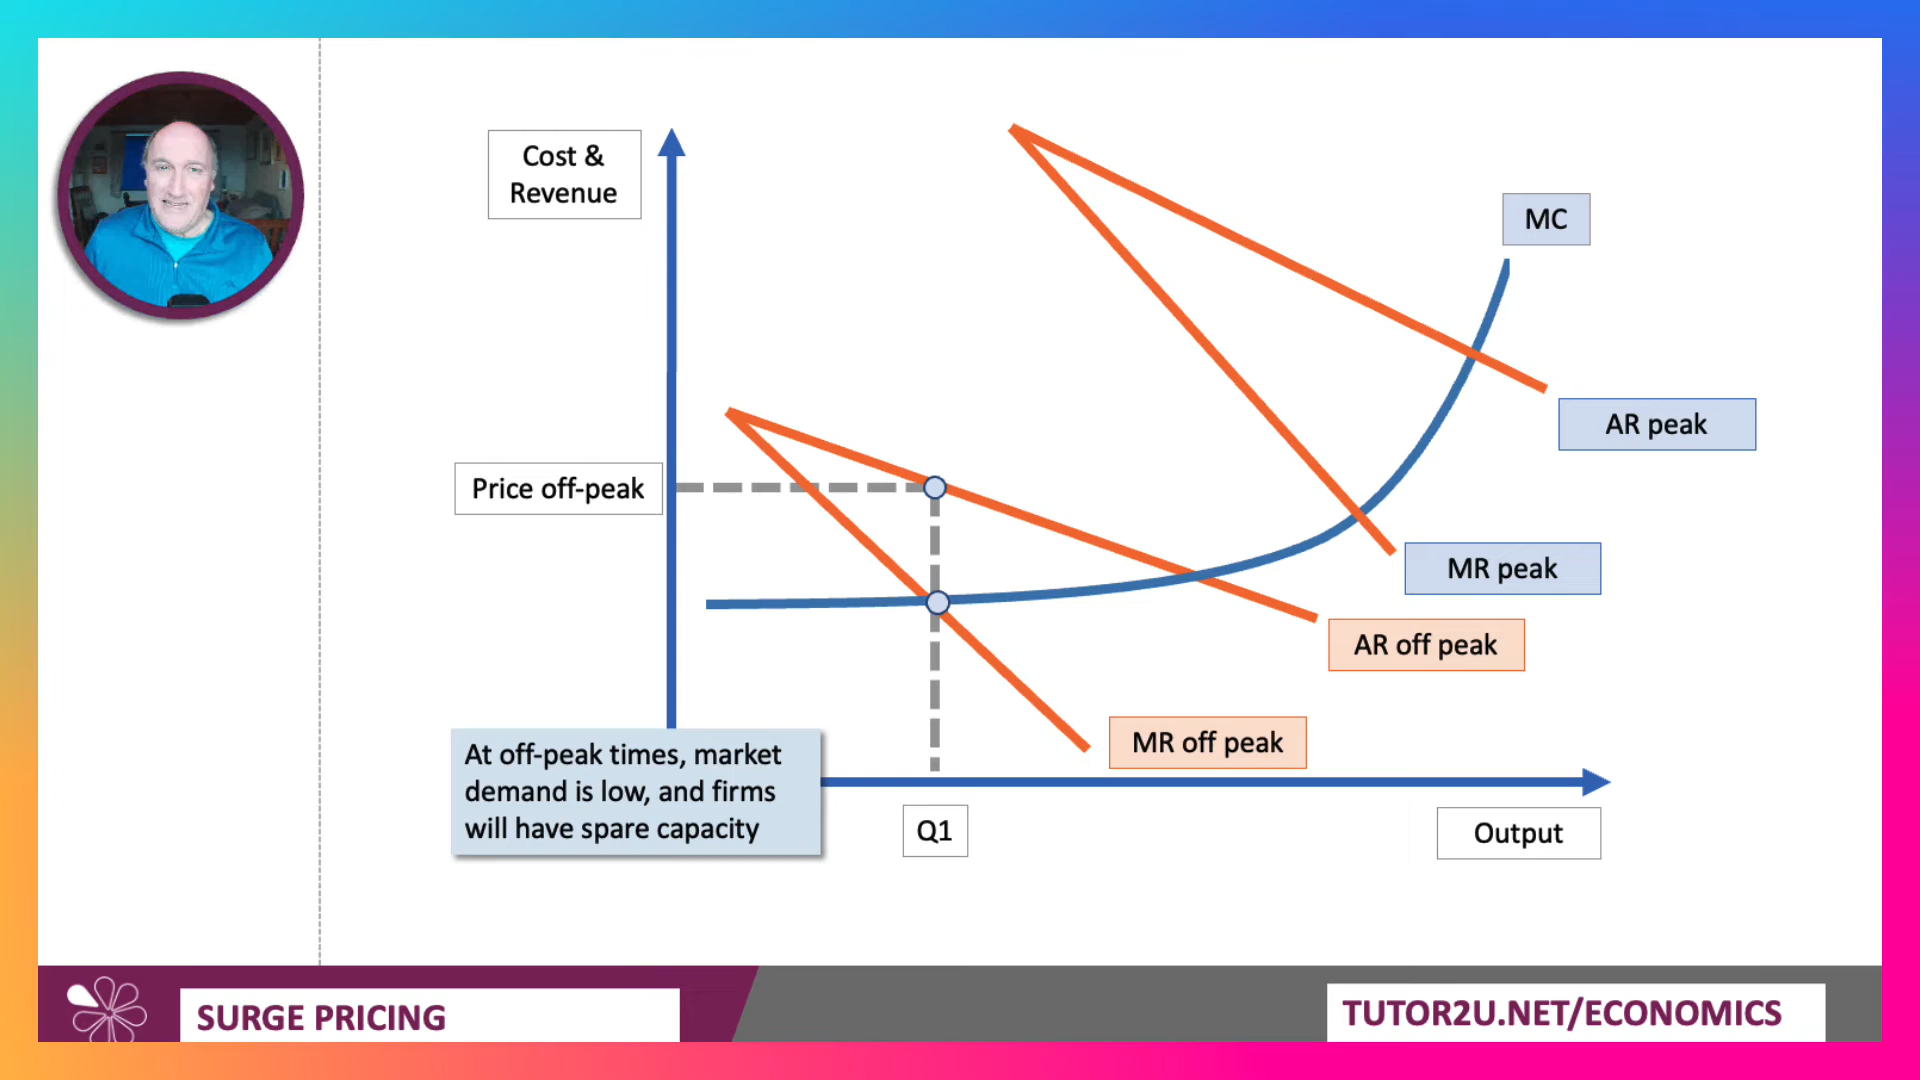 Cost &
Revenue
MC
AR peak
Price off-peak
MR peak
AR off peak
MR off peak
At off-peak times, market
demand is low, and firms
will have spare capacity
Q1
Output
SURGE PRICING
TUTOR2U.NET/ECONOMICS